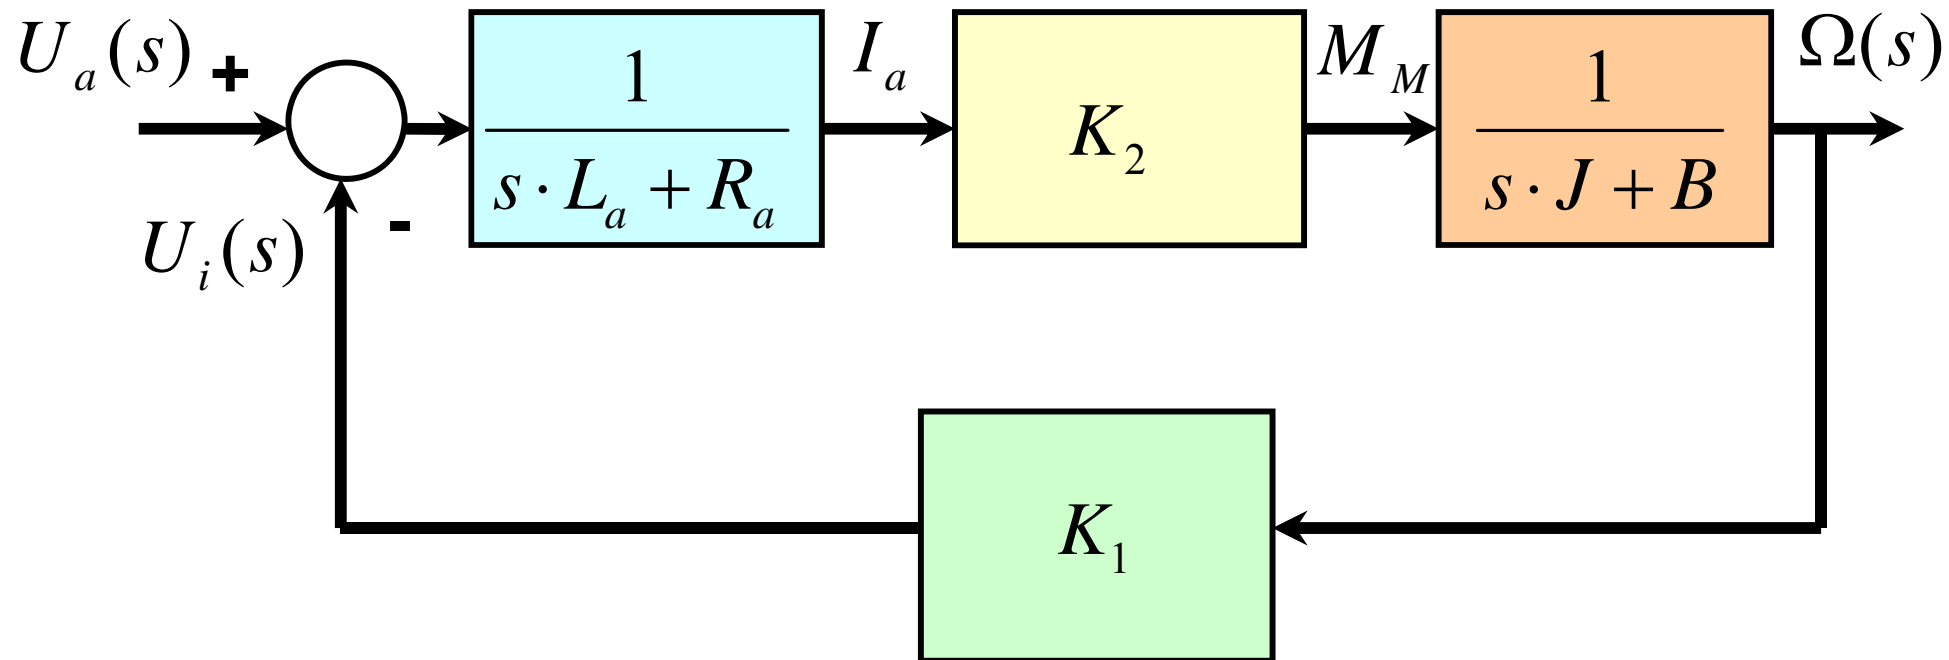 U_a(s)
+
1
s · L_a + R_a
I_a
K_2
M_M
1
s · J + B
Ω(s)
U_i(s)
-
K_1